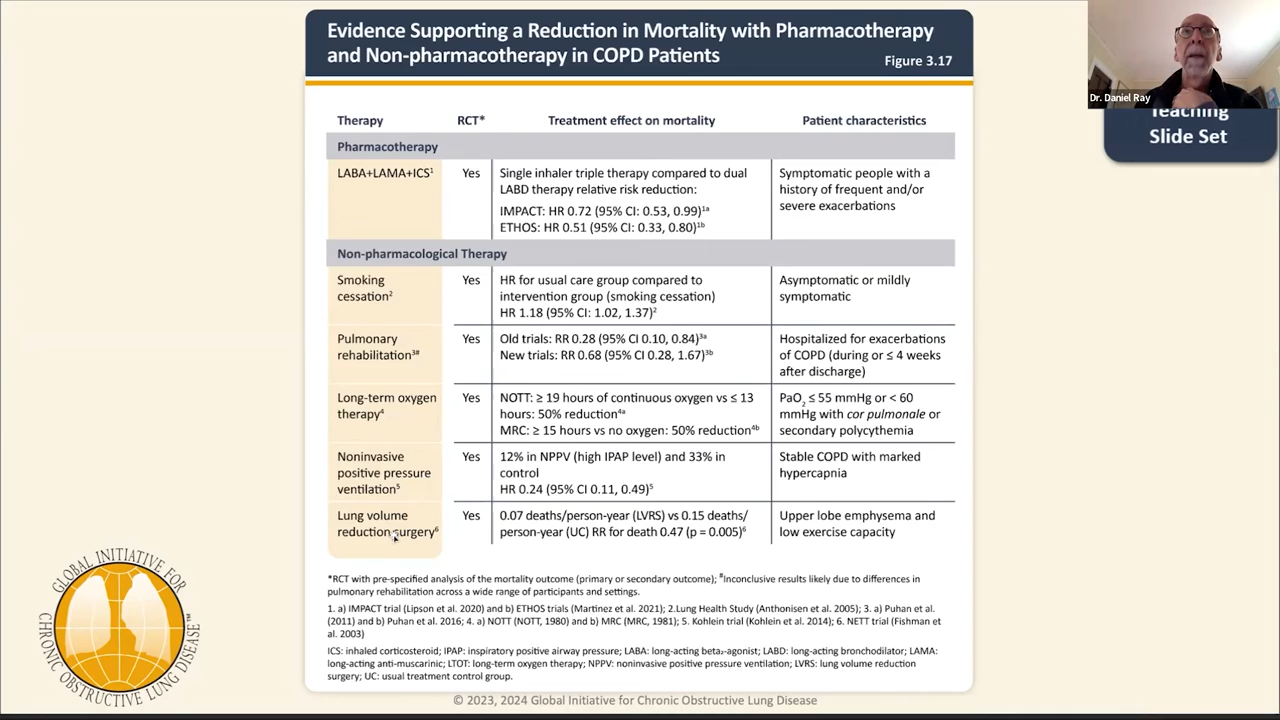 Evidence Supporting a Reduction in Mortality with Pharmacotherapy
and Non-pharmacotherapy in COPD Patients
Figure 3.17
Dr. Daniel Ray
Teaching
Slide Set
Therapy RCT* Treatment effect on mortality Patient characteristics
Pharmacotherapy
LABA+LAMA+ICS¹ Yes Single inhaler triple therapy compared to dual Symptomatic people with a
LABD therapy relative risk reduction: history of frequent and/or
severe exacerbations
IMPACT: HR 0.72 (95% CI: 0.53, 0.99)¹ᵃ
ETHOS: HR 0.51 (95% CI: 0.33, 0.80)¹ᵇ
Non-pharmacological Therapy
Smoking Yes HR for usual care group compared to Asymptomatic or mildly
cessation² intervention group (smoking cessation) symptomatic
HR 1.18 (95% CI: 1.02, 1.37)²
Pulmonary Yes Old trials: RR 0.28 (95% CI 0.10, 0.84)³ᵃ Hospitalized for exacerbations
rehabilitation³# New trials: RR 0.68 (95% CI 0.28, 1.67)³ᵇ of COPD (during or ≤ 4 weeks
after discharge)
Long-term oxygen Yes NOTT: ≥ 19 hours of continuous oxygen vs ≤ 13 PaO₂ ≤ 55 mmHg or < 60
therapy⁴ hours: 50% reduction⁴ᵃ mmHg with cor pulmonale or
MRC: ≥ 15 hours vs no oxygen: 50% reduction⁴ᵇ secondary polycythemia
Noninvasive Yes 12% in NPPV (high IPAP level) and 33% in Stable COPD with marked
positive pressure control hypercapnia
ventilation⁵ HR 0.24 (95% CI 0.11, 0.49)⁵
Lung volume Yes 0.07 deaths/person-year (LVRS) vs 0.15 deaths/ Upper lobe emphysema and
reduction surgery⁶ person-year (UC) RR for death 0.47 (p = 0.005)⁶ low exercise capacity
*RCT with pre-specified analysis of the mortality outcome (primary or secondary outcome); #Inconclusive results likely due to differences in
pulmonary rehabilitation across a wide range of participants and settings.
1. a) IMPACT trial (Lipson et al. 2020) and b) ETHOS trials (Martinez et al. 2021); 2.Lung Health Study (Anthonisen et al. 2005); 3. a) Puhan et al.
(2011) and b) Puhan et al. 2016; 4. a) NOTT (NOTT, 1980) and b) MRC (MRC, 1981); 5. Kohlein trial (Kohlein et al. 2014); 6. NETT trial (Fishman et
al. 2003)
ICS: inhaled corticosteroid; IPAP: inspiratory positive airway pressure; LABA: long-acting beta₂-agonist; LABD: long-acting bronchodilator; LAMA:
long-acting anti-muscarinic; LTOT: long-term oxygen therapy; NPPV: noninvasive positive pressure ventilation; LVRS: lung volume reduction
surgery; UC: usual treatment control group.
GLOBAL INITIATIVE FOR
CHRONIC OBSTRUCTIVE LUNG DISEASE
© 2023, 2024 Global Initiative for Chronic Obstructive Lung Disease